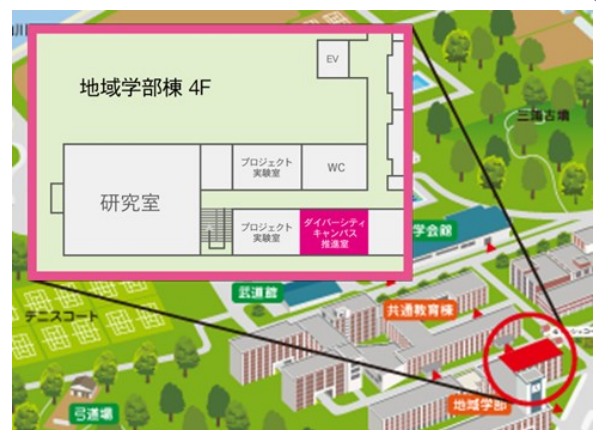 地域学部棟 4F
EV
プロジェクト
実験室
WC
研究室
プロジェクト
実験室
ダイバーシティ
キャンパス
推進室
三浦古墳
学会館
武道館
テニスコート
共通教育棟
地域学部
弓道場